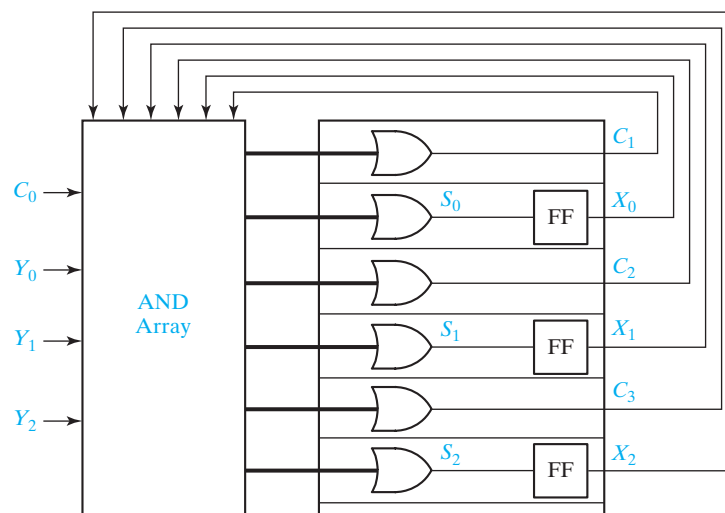 C₁
S₀ FF X₀
C₀
Y₀ C₂
AND
Array
Y₁ S₁ FF X₁
C₃
Y₂
S₂ FF X₂